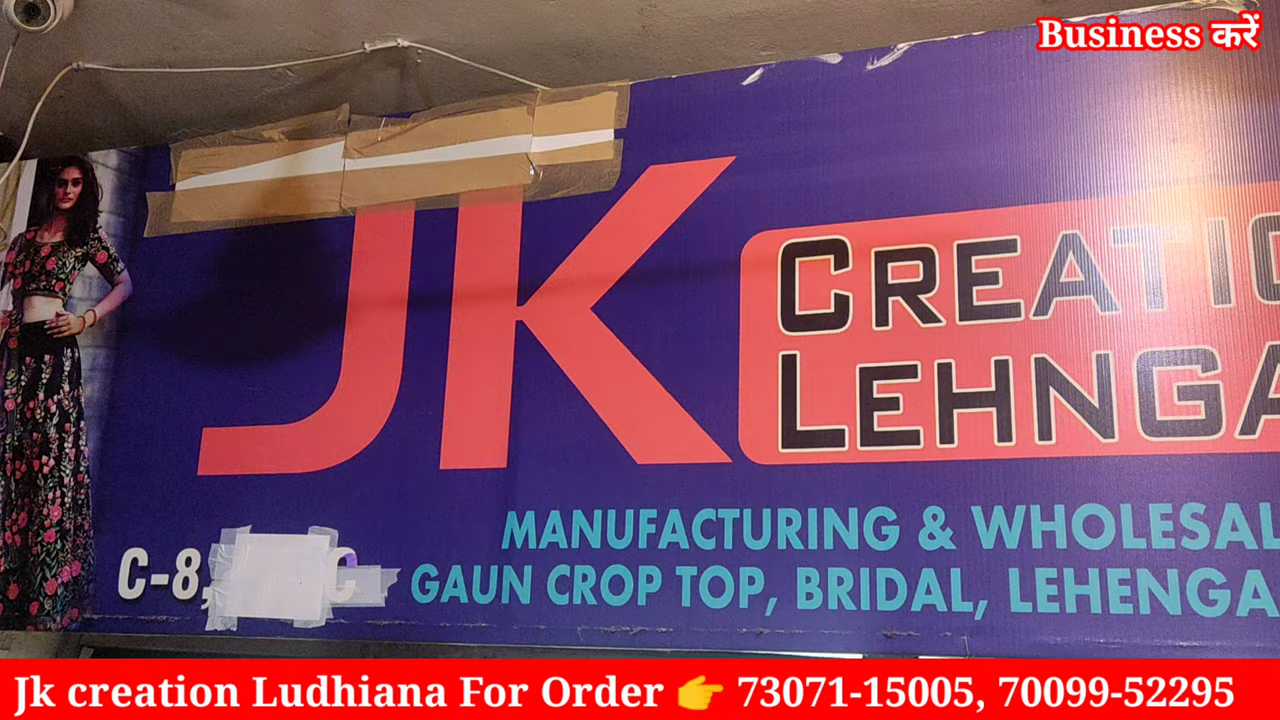 Business करें
JK
CREATIO
LEHNGA
MANUFACTURING & WHOLESAL
C-8,
GAUN CROP TOP, BRIDAL, LEHENGA
Jk creation Ludhiana For Order 👉 73071-15005, 70099-52295